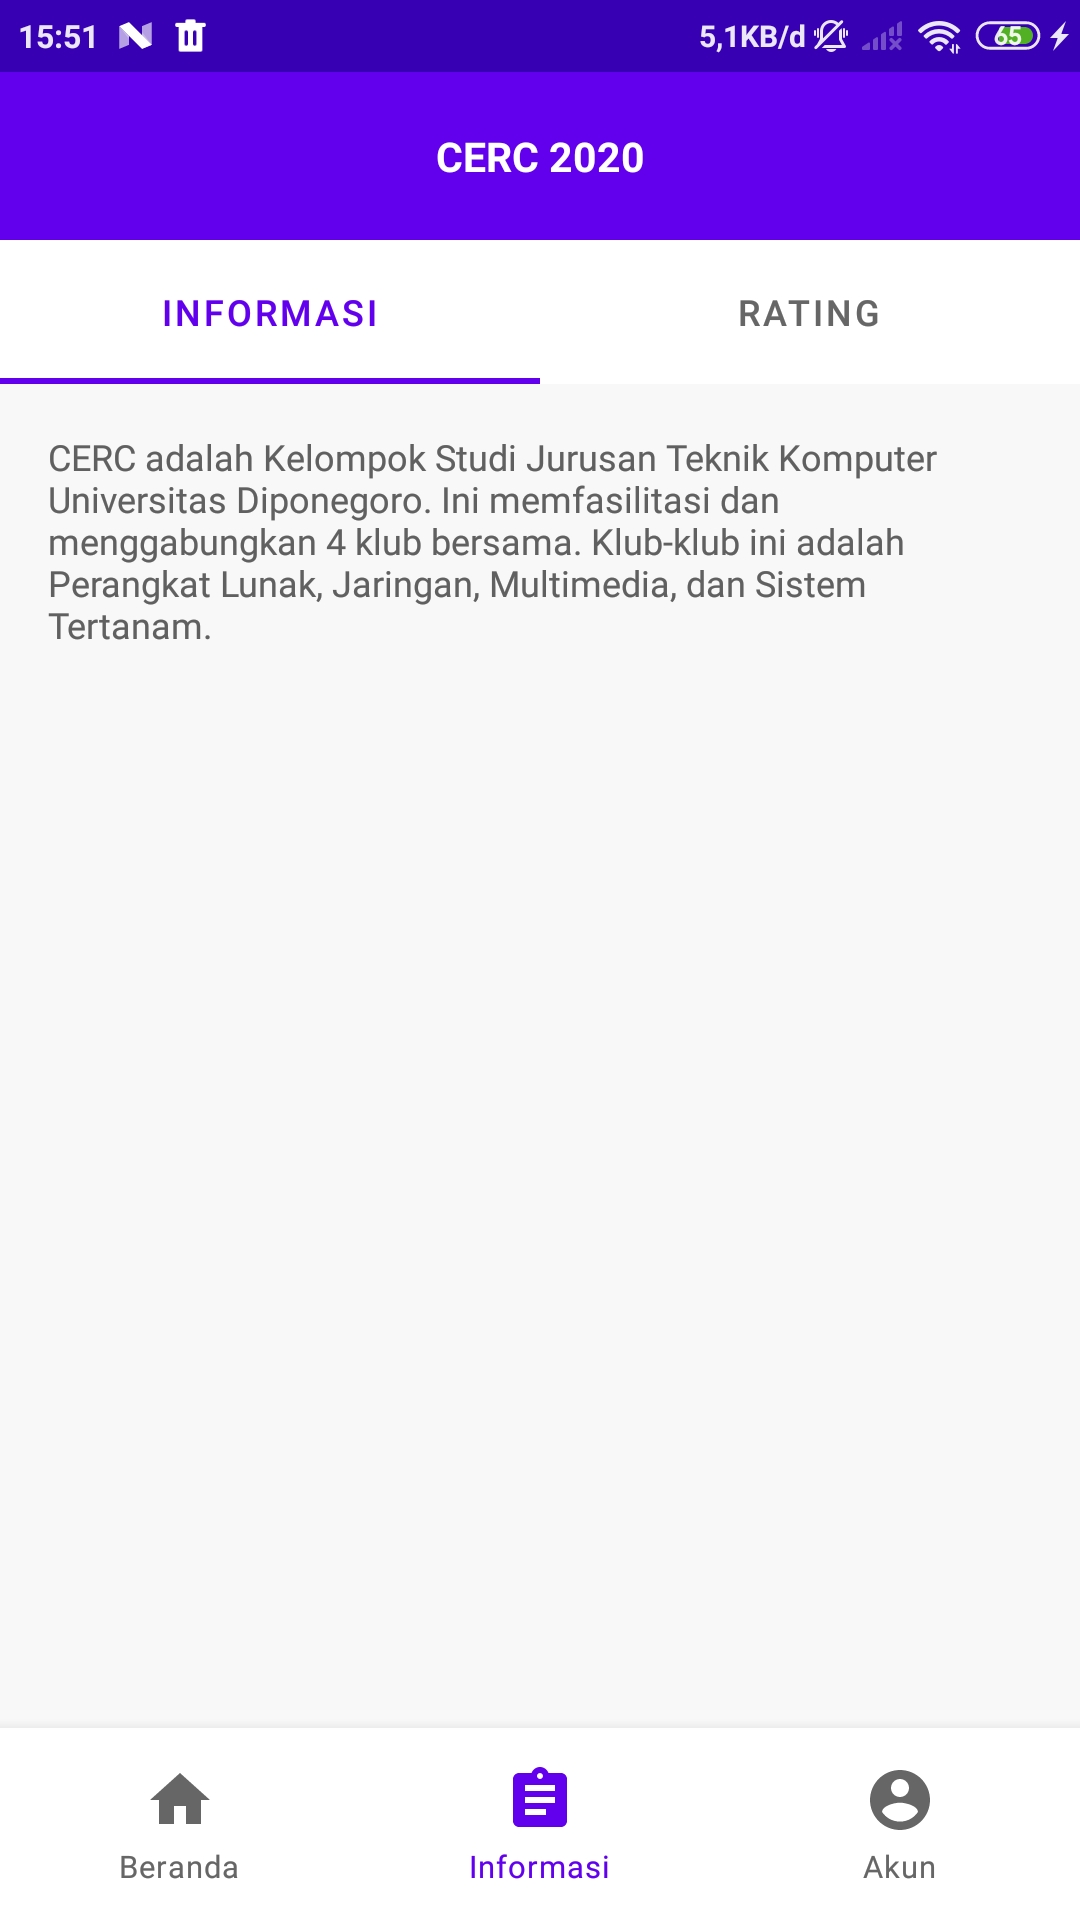 15:51 5,1KB/d 65
CERC 2020
INFORMASI RATING
CERC adalah Kelompok Studi Jurusan Teknik Komputer
Universitas Diponegoro. Ini memfasilitasi dan
menggabungkan 4 klub bersama. Klub-klub ini adalah
Perangkat Lunak, Jaringan, Multimedia, dan Sistem
Tertanam.
Beranda Informasi Akun